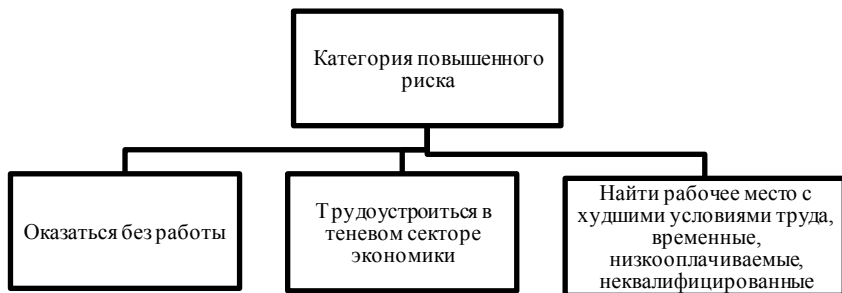 Категория повышенного
риска
Оказаться без работы
Трудоустроиться в
теневом секторе
экономики
Найти рабочее место с
худшими условиями труда,
временные,
низкооплачиваемые,
неквалифицированные